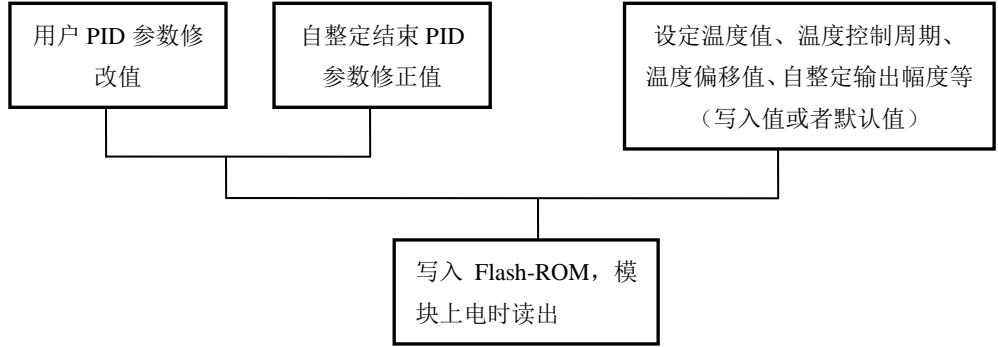 用户 PID 参数修
改值
自整定结束 PID
参数修正值
设定温度值、温度控制周期、
温度偏移值、自整定输出幅度等
（写入值或者默认值）
写入 Flash-ROM，模
块上电时读出